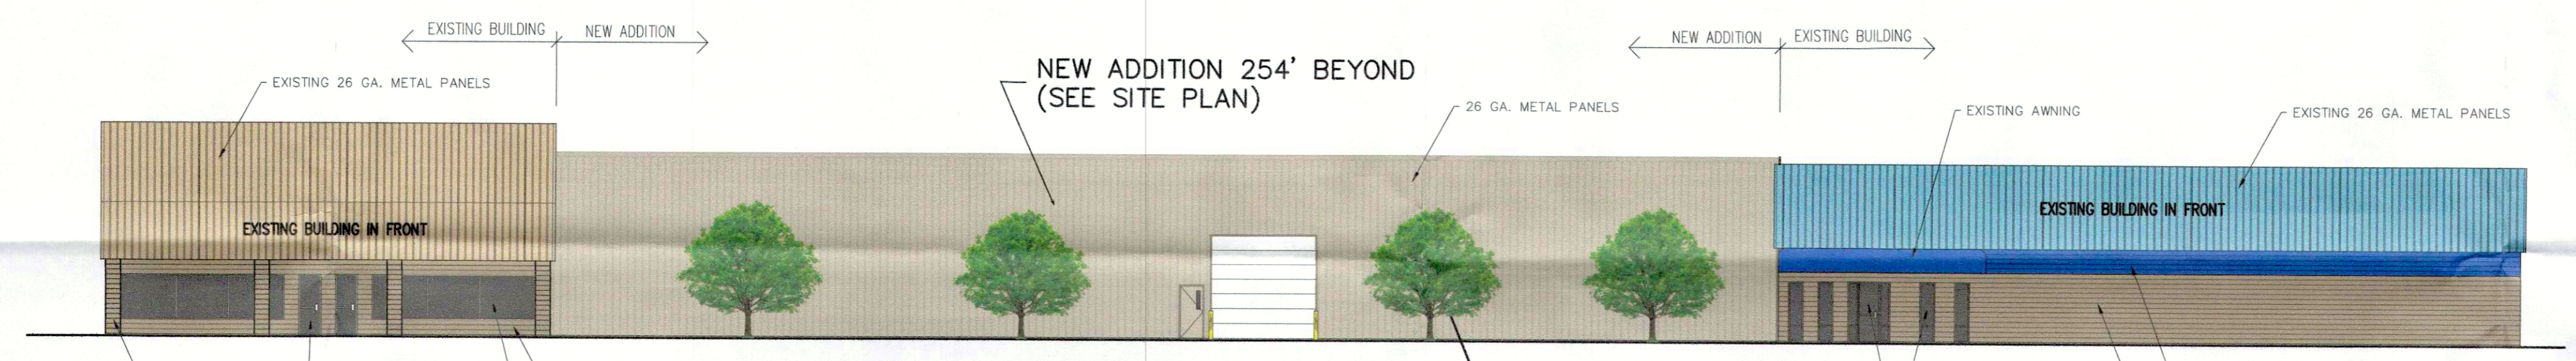 EXISTING BUILDING
NEW ADDITION
NEW ADDITION
EXISTING BUILDING
EXISTING 26 GA. METAL PANELS
NEW ADDITION 254' BEYOND
(SEE SITE PLAN)
26 GA. METAL PANELS
EXISTING AWNING
EXISTING 26 GA. METAL PANELS
EXISTING BUILDING IN FRONT
EXISTING BUILDING IN FRONT